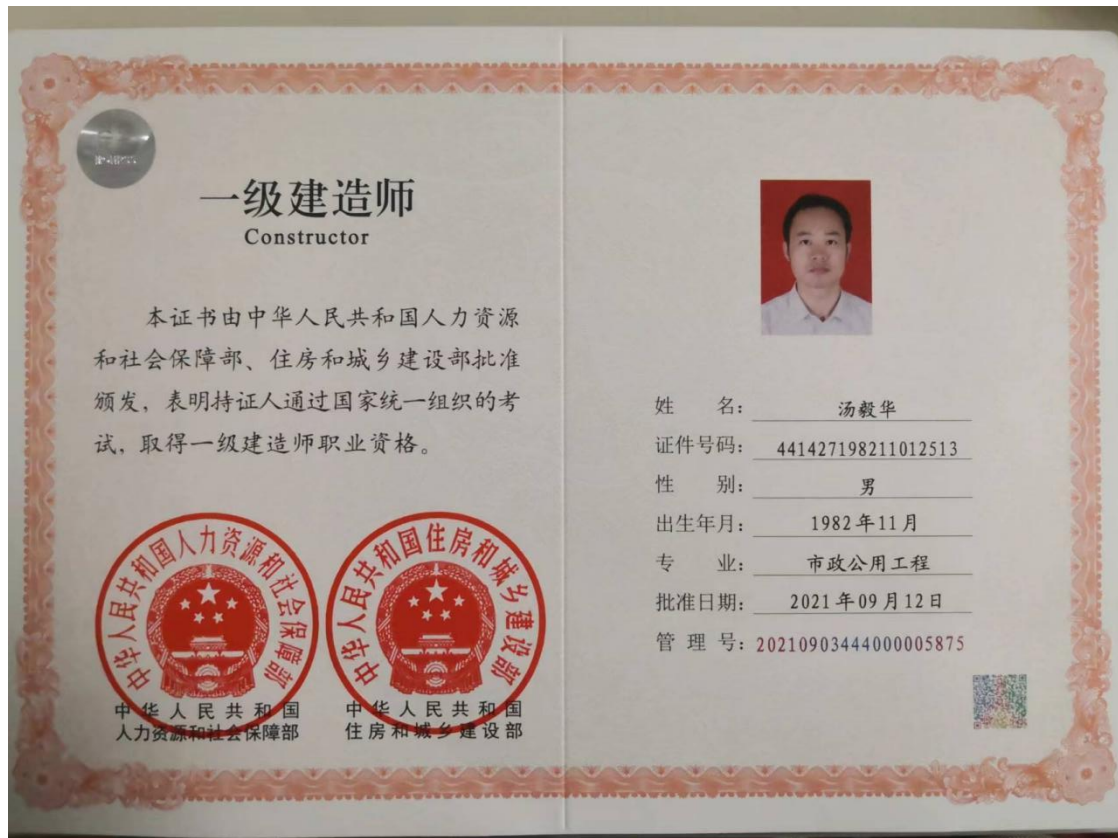 一级建造师
Constructor
本证书由中华人民共和国人力资源
和社会保障部、住房和城乡建设部批准
颁发，表明持证人通过国家统一组织的考
试，取得一级建造师职业资格。
中华人民共和国人力资源和社会保障部
中华人民共和国住房和城乡建设部
中华人民共和国
人力资源和社会保障部
中华人民共和国
住房和城乡建设部
姓 名： 汤毅华
证件号码： 441427198211012513
性 别： 男
出生年月： 1982年11月
专 业： 市政公用工程
批准日期： 2021年09月12日
管 理 号：20210903444000005875